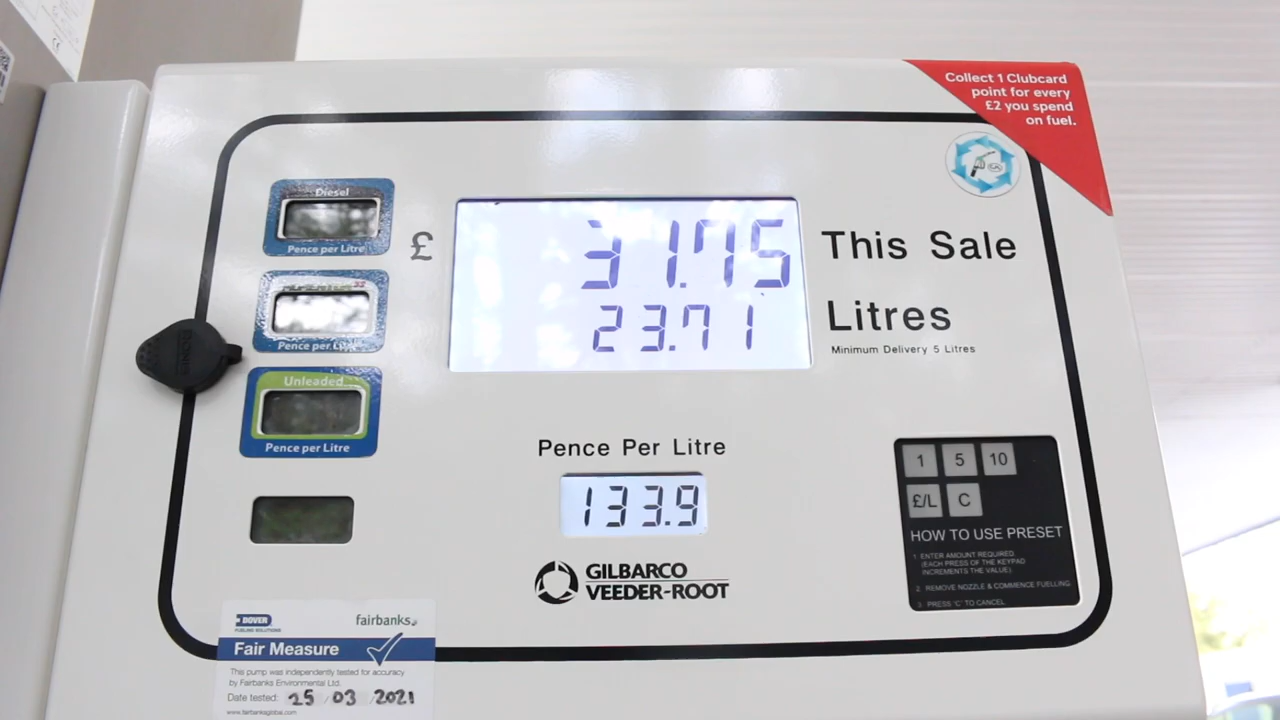 Collect 1 Clubcard
point for every
£2 you spend
on fuel.
Diesel
Pence per Litre
£
31.75
This Sale
23.71
Litres
Minimum Delivery 5 Litres
Pence per Litre
Unleaded
Pence per Litre
Pence Per Litre
133.9
GILBARCO
VEEDER-ROOT
1 5 10
£/L C
HOW TO USE PRESET
1. ENTER AMOUNT REQUIRED.
(EACH PRESS OF THE KEYPAD
INCREMENTS THE VALUE).
2. REMOVE NOZZLE & COMMENCE FUELLING.
3. PRESS 'C' TO CANCEL.
DOVER
FUELING SOLUTIONS
fairbanks
Fair Measure
This pump was independently tested for accuracy
by Fairbanks Environmental Ltd.
Date tested: 25 / 03 / 2021
www.fairbanksglobal.com